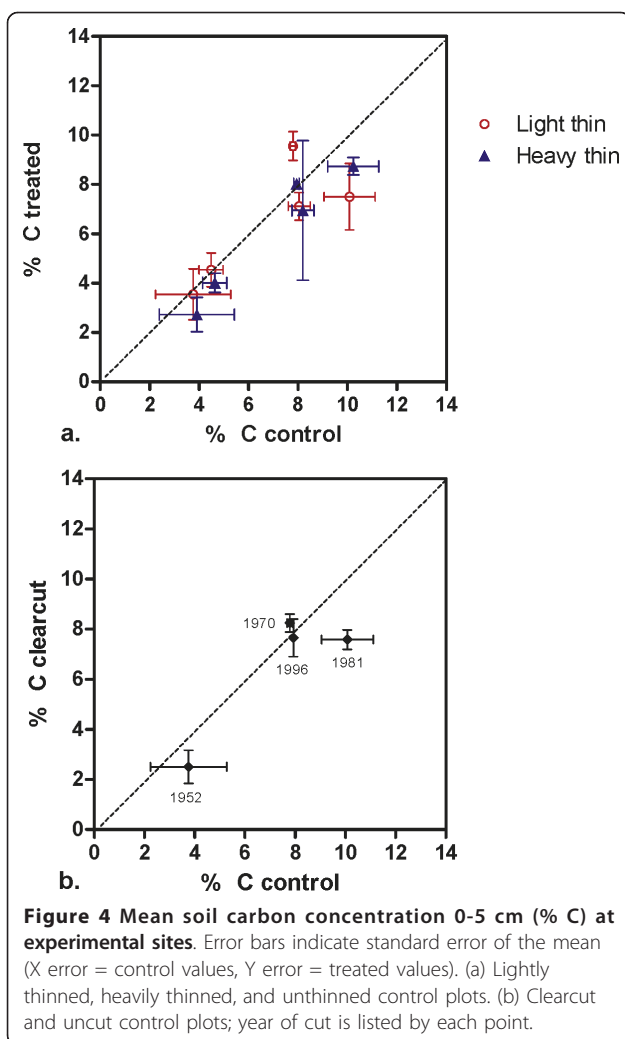 14
12
10
8
6
4
2
0
% C treated
0 2 4 6 8 10 12 14
% C control
a.
Light thin
Heavy thin
14
12
10
8
6
4
2
0
% C clearcut
1970
1996
1981
1952
0 2 4 6 8 10 12 14
% C control
b.
Figure 4 Mean soil carbon concentration 0-5 cm (% C) at
experimental sites. Error bars indicate standard error of the mean
(X error = control values, Y error = treated values). (a) Lightly
thinned, heavily thinned, and unthinned control plots. (b) Clearcut
and uncut control plots; year of cut is listed by each point.